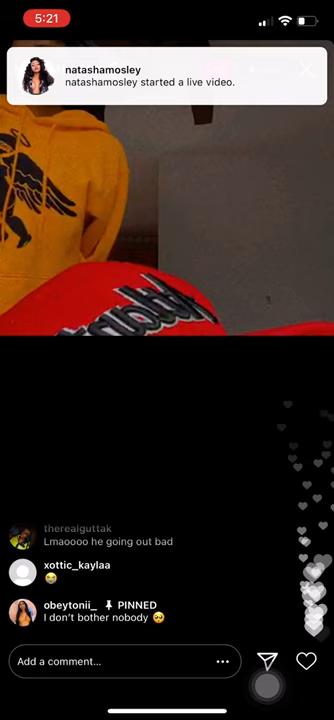 5:21
natashamosley
natashamosley started a live video.
therealguttak
Lmaoooo he going out bad
xottic_kaylaa
😂
obeytonii_ 📌 PINNED
I don't bother nobody 🥺
Add a comment...